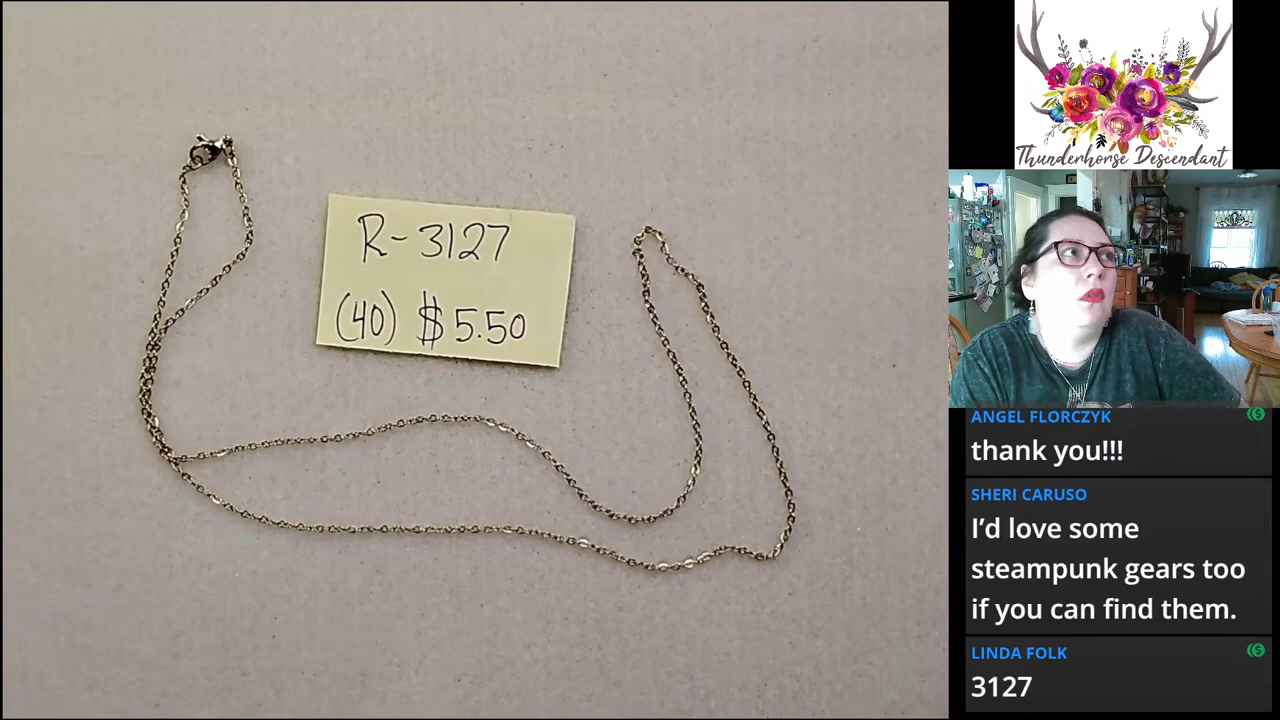 R-3127
(40) $5.50
Thunderhorse Descendant
ANGEL FLORCZYK
thank you!!!
SHERI CARUSO
I'd love some
steampunk gears too
if you can find them.
LINDA FOLK
3127